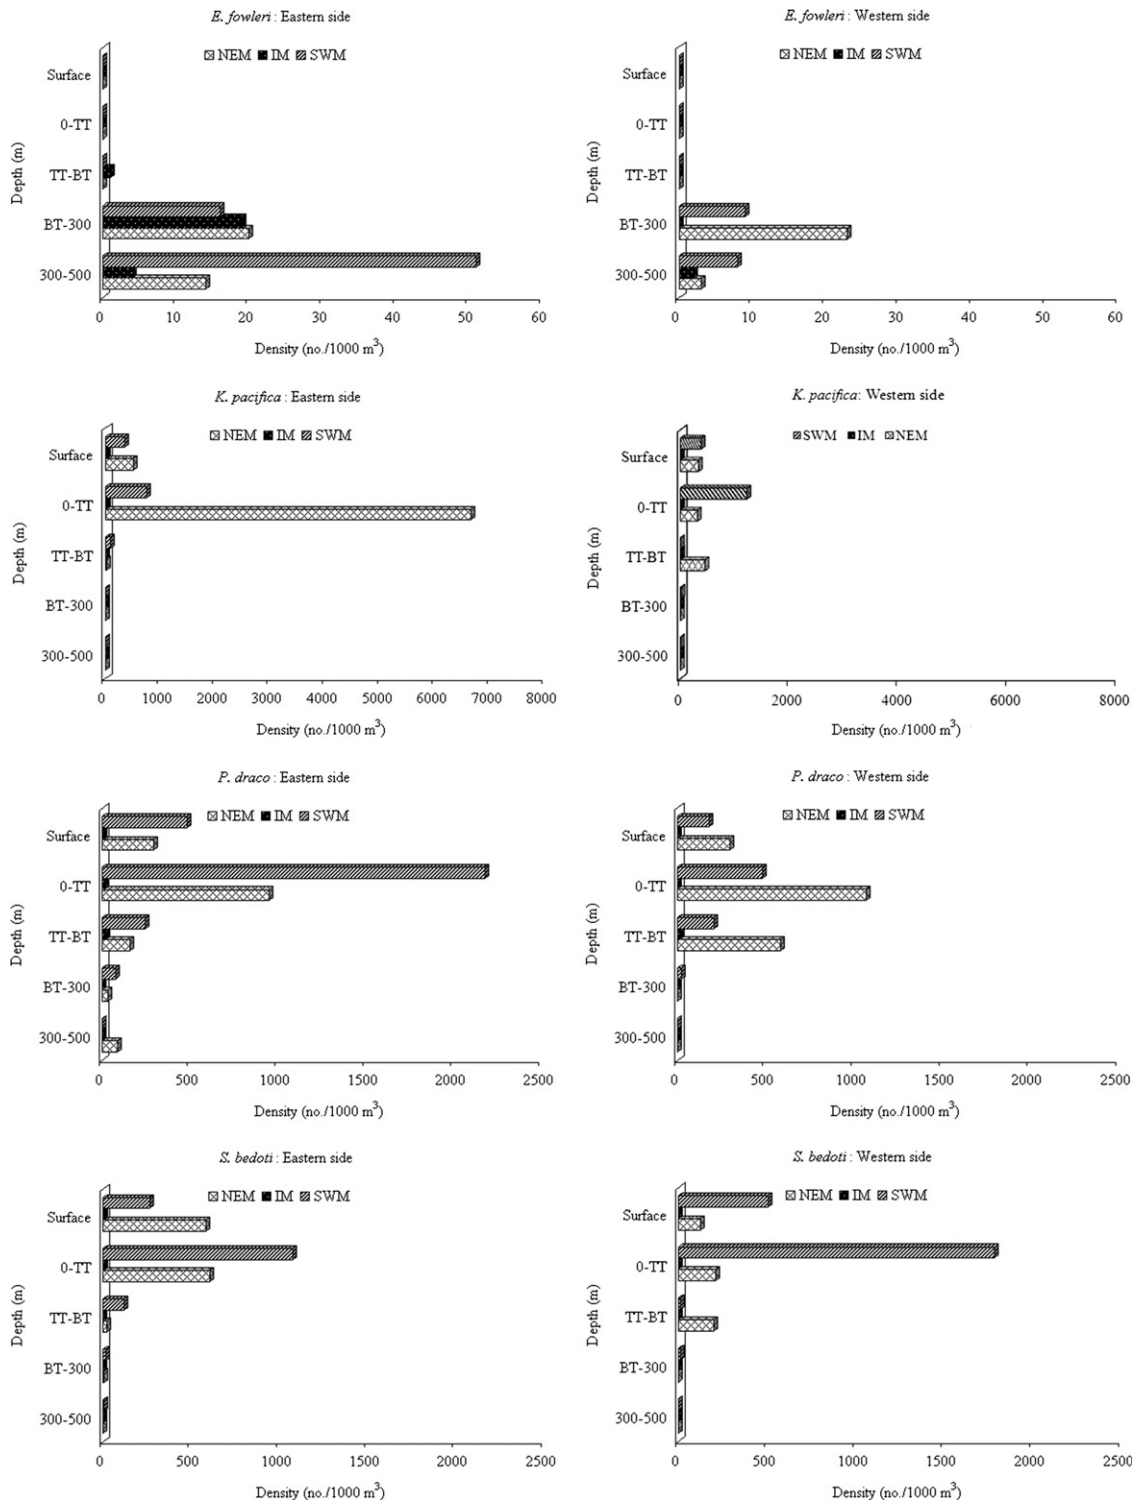 E. fowleri : Eastern side
NEM IM SWM
Depth (m)
Surface
0-TT
TT-BT
BT-300
300-500
0 10 20 30 30 50 60
Density (no./1000 m³)
E. fowleri : Western side
NEM IM SWM
Depth (m)
Surface
0-TT
TT-BT
BT-300
300-500
0 10 20 30 30 50 60
Density (no./1000 m³)
K. pacifica : Eastern side
NEM IM SWM
Depth (m)
Surface
0-TT
TT-BT
BT-300
300-500
0 1000 2000 3000 4000 5000 6000 7000 8000
Density (no./1000 m³)
K. pacifica: Western side
SWM IM NEM
Depth (m)
Surface
0-TT
TT-BT
BT-300
300-500
0 2000 4000 6000 8000
Density (no./1000 m³)
P. draco : Eastern side
NEM IM SWM
Depth (m)
Surface
0-TT
TT-BT
BT-300
300-500
0 500 1000 1500 2000 2500
Density (no./1000 m³)
P. draco : Western side
NEM IM SWM
Depth (m)
Surface
0-TT
TT-BT
BT-300
300-500
0 500 1000 1500 2000 2500
Density (no./1000 m³)
S. bedoti : Eastern side
NEM IM SWM
Depth (m)
Surface
0-TT
TT-BT
BT-300
300-500
0 500 1000 1500 2000 2500
Density (no./1000 m³)
S. bedoti : Western side
NEM IM SWM
Depth (m)
Surface
0-TT
TT-BT
BT-300
300-500
0 500 1000 1500 2000 2500
Density (no./1000 m³)